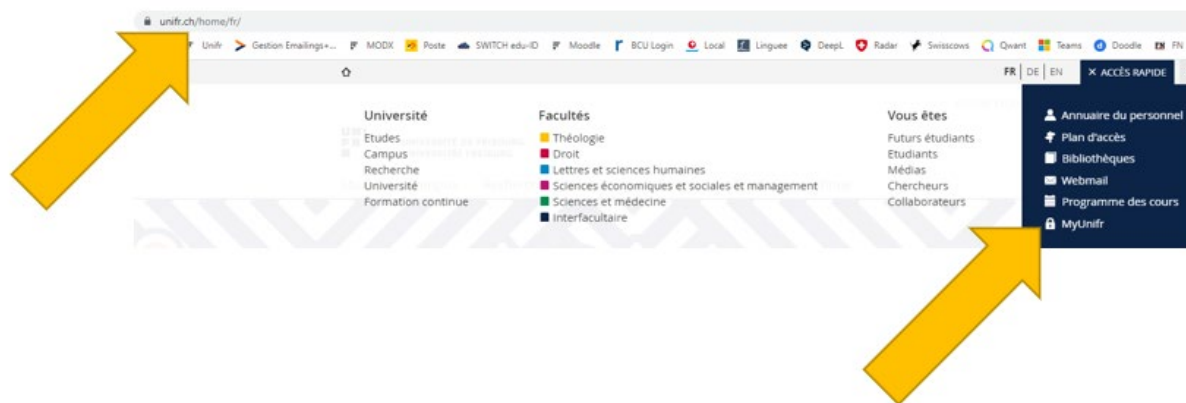 unifr.ch/home/fr/
Unifr Gestion Emailings+... MODX Poste SWITCH edu-ID Moodle BCU Login Local Linguee DeepL Radar Swisscows Qwant Teams Doodle FN
FR DE EN × ACCÈS RAPIDE
Université
Etudes
Campus
Recherche
Université
Formation continue
Facultés
Théologie
Droit
Lettres et sciences humaines
Sciences économiques et sociales et management
Sciences et médecine
Interfacultaire
Vous êtes
Futurs étudiants
Etudiants
Médias
Chercheurs
Collaborateurs
Annuaire du personnel
Plan d'accès
Bibliothèques
Webmail
Programme des cours
MyUnifr